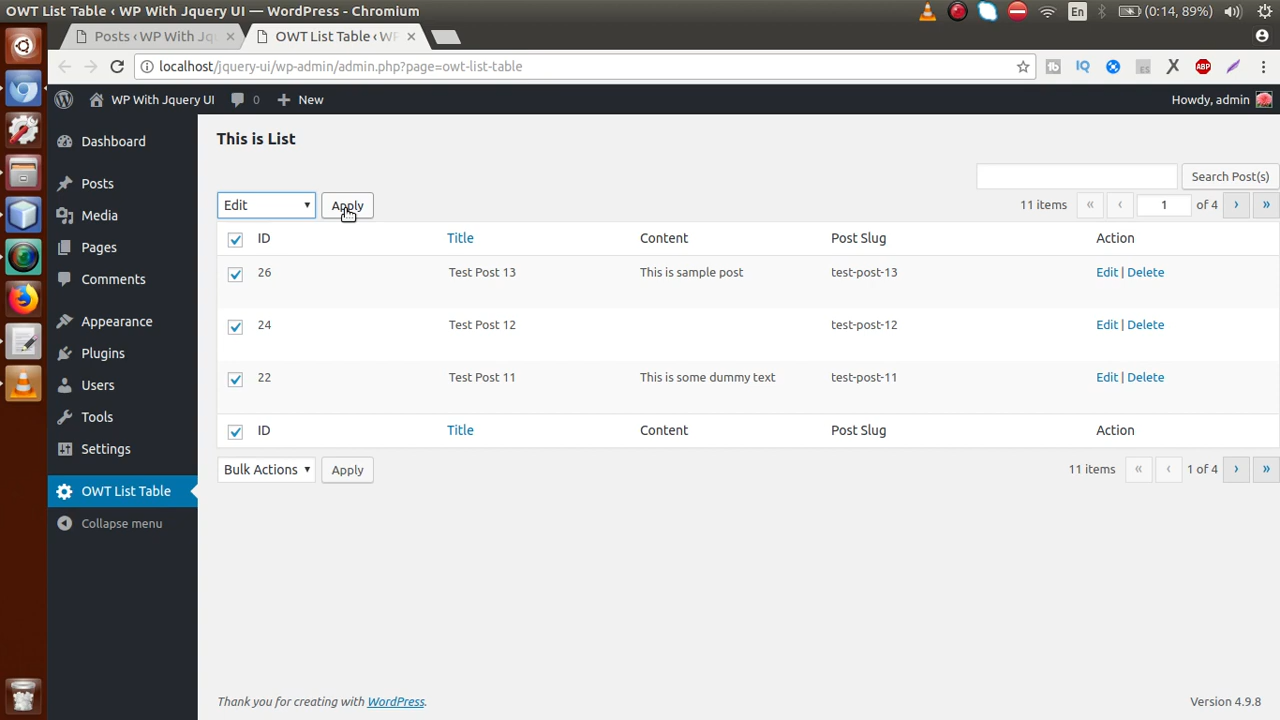 OWT List Table ‹ WP With Jquery UI — WordPress - Chromium
En
(0:14, 89%)
Posts ‹ WP With Jq
OWT List Table ‹ W
localhost/jquery-ui/wp-admin/admin.php?page=owt-list-table
fb
IQ
ABP
WP With Jquery UI
0
New
Howdy, admin
Dashboard
Posts
Media
Pages
Comments
Appearance
Plugins
Users
Tools
Settings
OWT List Table
Collapse menu
This is List
Search Post(s)
Edit
Apply
11 items « ‹ 1 of 4 › »
ID Title Content Post Slug Action
26 Test Post 13 This is sample post test-post-13 Edit | Delete
24 Test Post 12 test-post-12 Edit | Delete
22 Test Post 11 This is some dummy text test-post-11 Edit | Delete
ID Title Content Post Slug Action
Bulk Actions
Apply
11 items « ‹ 1 of 4 › »
Thank you for creating with WordPress.
Version 4.9.8